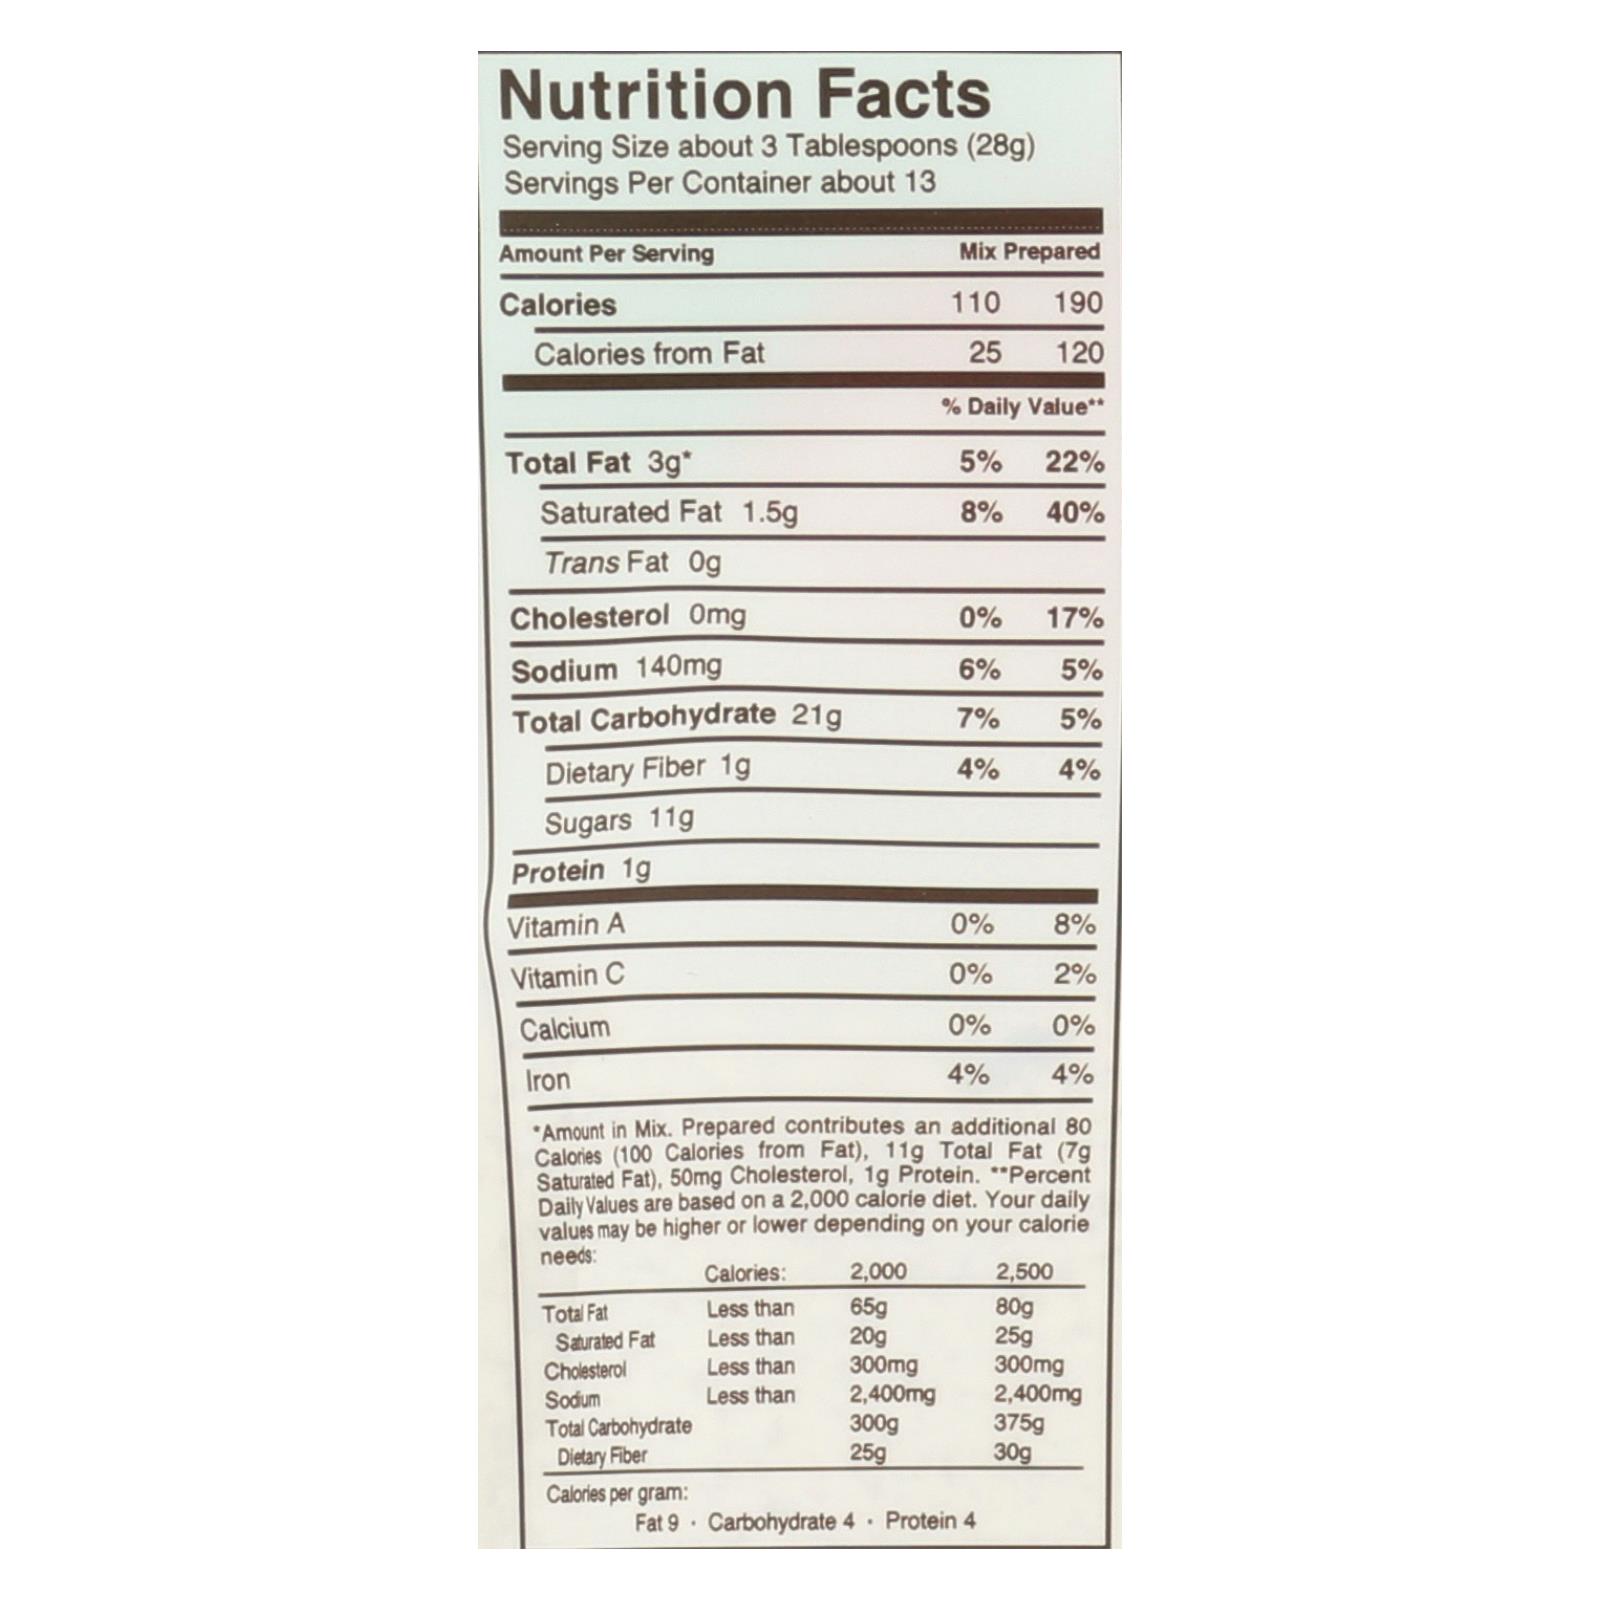 Nutrition Facts
Serving Size about 3 Tablespoons (28g)
Servings Per Container about 13
Amount Per Serving Mix Prepared
Calories 110 190
Calories from Fat 25 120
% Daily Value**
Total Fat 3g* 5% 22%
Saturated Fat 1.5g 8% 40%
Trans Fat 0g
Cholesterol 0mg 0% 17%
Sodium 140mg 6% 5%
Total Carbohydrate 21g 7% 5%
Dietary Fiber 1g 4% 4%
Sugars 11g
Protein 1g
Vitamin A 0% 8%
Vitamin C 0% 2%
Calcium 0% 0%
Iron 4% 4%
*Amount in Mix. Prepared contributes an additional 80
Calories (100 Calories from Fat), 11g Total Fat (7g
Saturated Fat), 50mg Cholesterol, 1g Protein. **Percent
Daily Values are based on a 2,000 calorie diet. Your daily
values may be higher or lower depending on your calorie
needs:
Calories: 2,000 2,500
Total Fat Less than 65g 80g
Saturated Fat Less than 20g 25g
Cholesterol Less than 300mg 300mg
Sodium Less than 2,400mg 2,400mg
Total Carbohydrate 300g 375g
Dietary Fiber 25g 30g
Calories per gram:
Fat 9 · Carbohydrate 4 · Protein 4